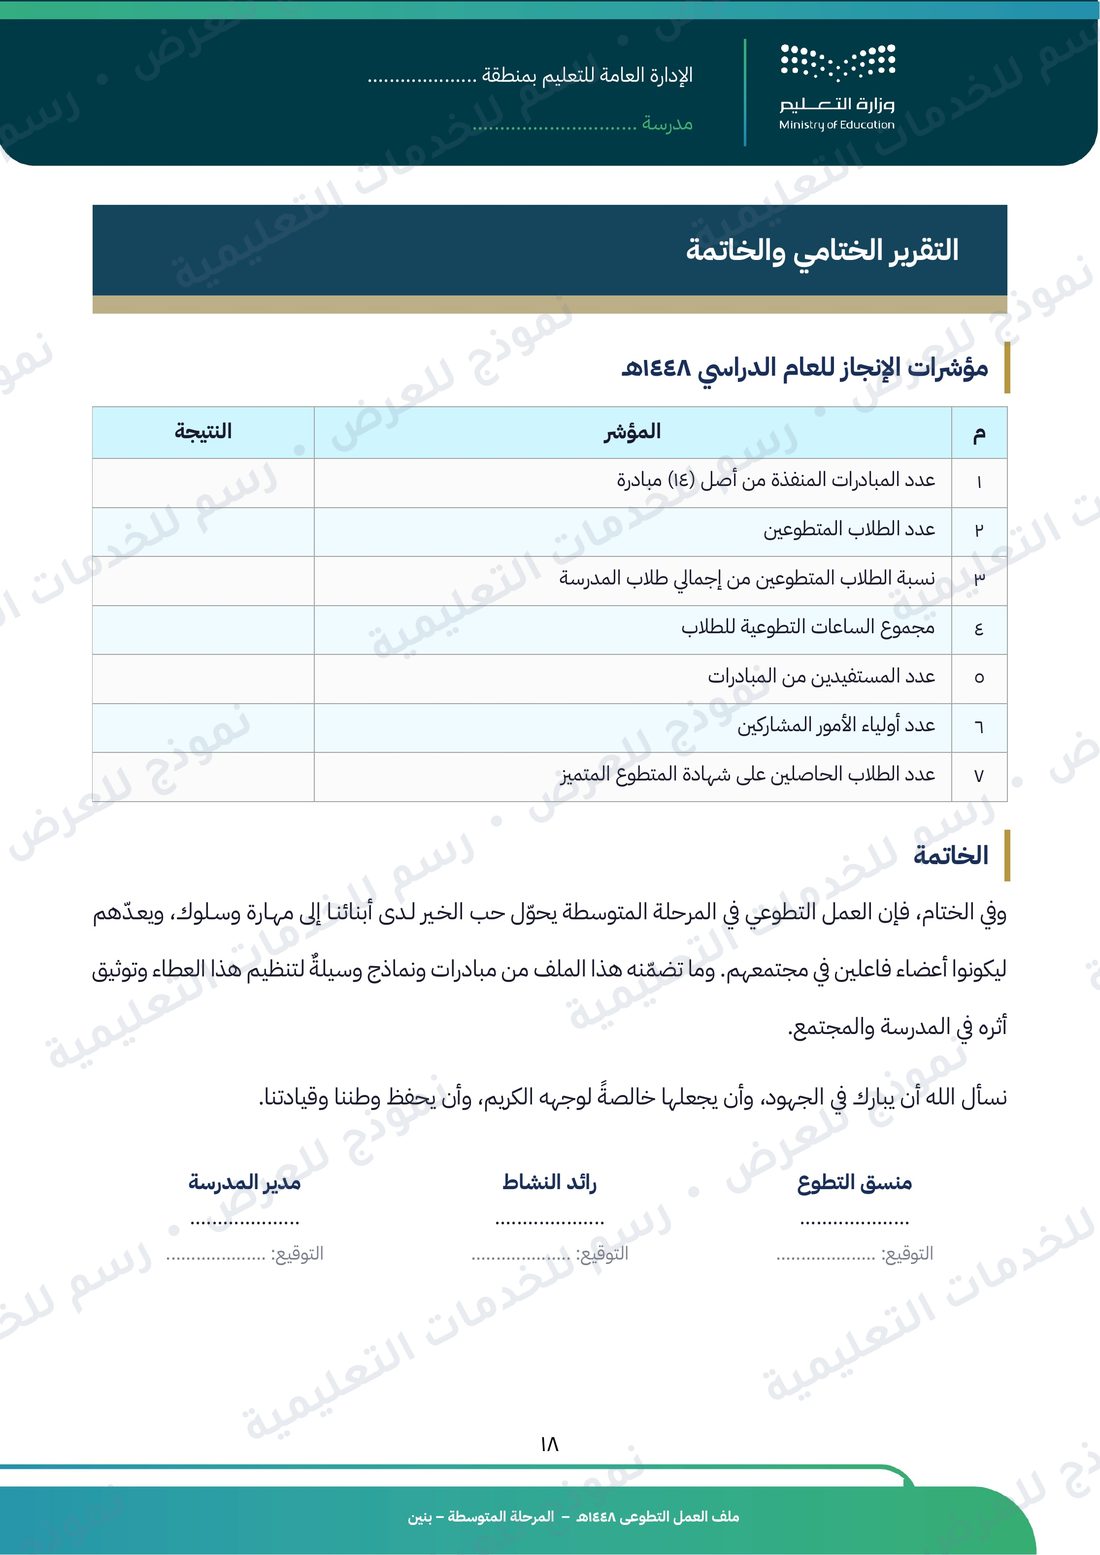 وزارة التعليم
Ministry of Education
الإدارة العامة للتعليم بمنطقة ....................
مدرسة ..............................
التقرير الختامي والخاتمة
مؤشرات الإنجاز للعام الدراسي ١٤٤٨هـ
م المؤشر النتيجة
١ عدد المبادرات المنفذة من أصل (١٤) مبادرة
٢ عدد الطلاب المتطوعين
٣ نسبة الطلاب المتطوعين من إجمالي طلاب المدرسة
٤ مجموع الساعات التطوعية للطلاب
٥ عدد المستفيدين من المبادرات
٦ عدد أولياء الأمور المشاركين
٧ عدد الطلاب الحاصلين على شهادة المتطوع المتميز
الخاتمة
وفي الختام، فإن العمل التطوعي في المرحلة المتوسطة يحوّل حب الخير لدى أبنائنا إلى مهارة وسلوك، ويعدّهم
ليكونوا أعضاء فاعلين في مجتمعهم. وما تضمّنه هذا الملف من مبادرات ونماذج وسيلةٌ لتنظيم هذا العطاء وتوثيق
أثره في المدرسة والمجتمع.
نسأل الله أن يبارك في الجهود، وأن يجعلها خالصةً لوجهه الكريم، وأن يحفظ وطننا وقيادتنا.
منسق التطوع رائد النشاط مدير المدرسة
.................... .................... ....................
التوقيع: .................... التوقيع: .................... التوقيع: ....................
١٨
ملف العمل التطوعي ١٤٤٨هـ – المرحلة المتوسطة – بنين
نموذج للعرض • رسم للخدمات التعليمية